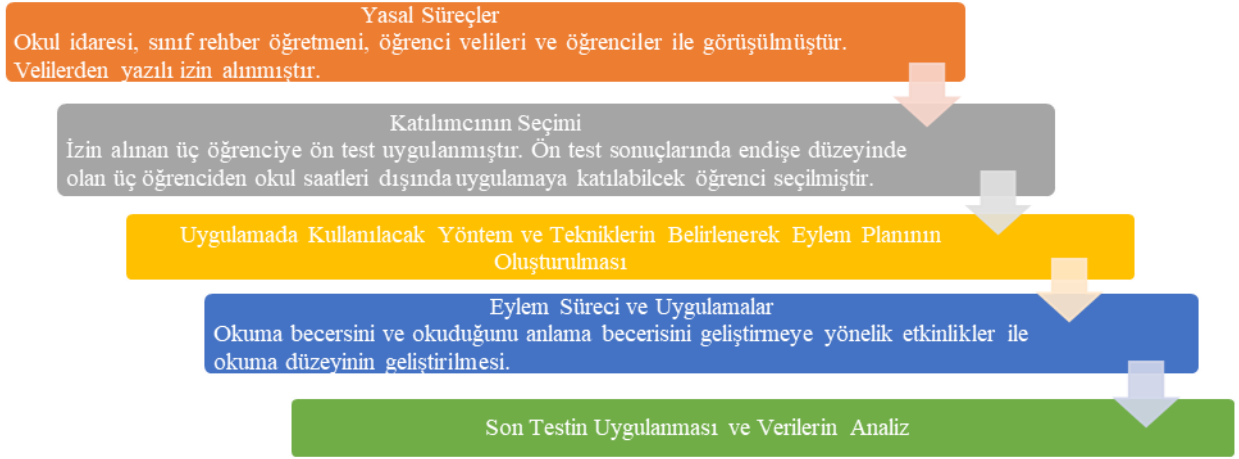 Yasal Süreçler
Okul idaresi, sınıf rehber öğretmeni, öğrenci velileri ve öğrenciler ile görüşülmüştür.
Velilerden yazılı izin alınmıştır.
Katılımcının Seçimi
İzin alınan üç öğrenciye ön test uygulanmıştır. Ön test sonuçlarında endişe düzeyinde
olan üç öğrenciden okul saatleri dışında uygulamaya katılabilcek öğrenci seçilmiştir.
Uygulamada Kullanılacak Yöntem ve Tekniklerin Belirlenerek Eylem Planının
Oluşturulması
Eylem Süreci ve Uygulamalar
Okuma becersini ve okuduğunu anlama becerisini geliştirmeye yönelik etkinlikler ile
okuma düzeyinin geliştirilmesi.
Son Testin Uygulanması ve Verilerin Analiz